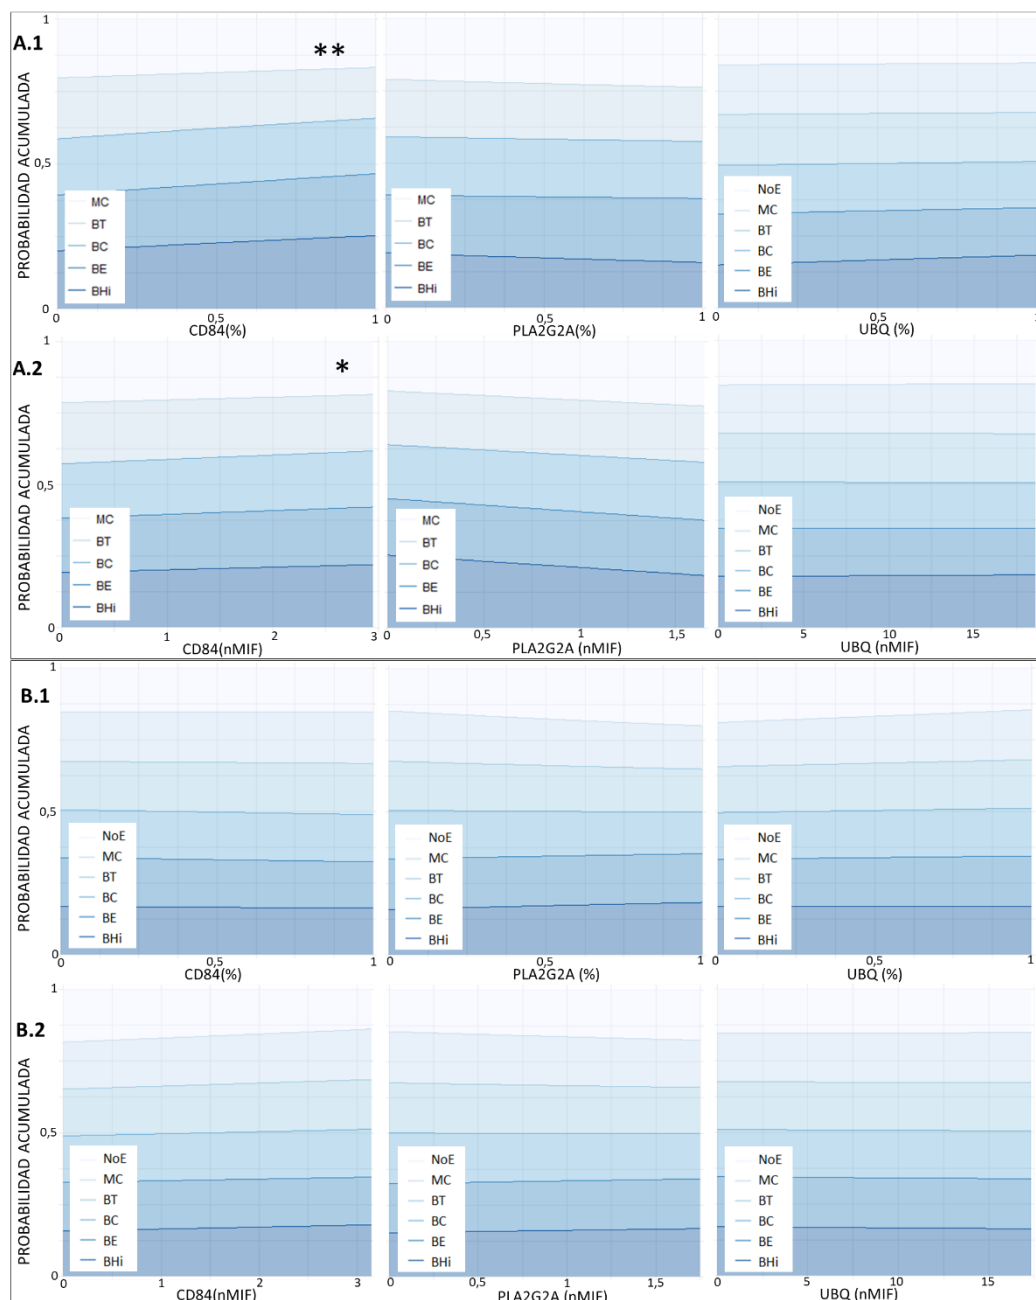 A.1
PROBABILIDAD ACUMULADA
1
0,5
0
**
MC
BT
BC
BE
BHi
0
0,5
1
CD84(%)
MC
BT
BC
BE
BHi
0
0,5
1
PLA2G2A(%)
NoE
MC
BT
BC
BE
BHi
0
0,5
1
UBQ (%)
A.2
PROBABILIDAD ACUMULADA
1
0,5
0
*
MC
BT
BC
BE
BHi
0
1
2
3
CD84(nMIF)
MC
BT
BC
BE
BHi
0
0,5
1
1,5
PLA2G2A (nMIF)
NoE
MC
BT
BC
BE
BHi
0
5
10
15
UBQ (nMIF)
B.1
PROBABILIDAD ACUMULADA
1
0,5
0
NoE
MC
BT
BC
BE
BHi
0
0,5
1
CD84(%)
NoE
MC
BT
BC
BE
BHi
0
0,5
1
PLA2G2A (%)
NoE
MC
BT
BC
BE
BHi
0
0,5
1
UBQ (%)
B.2
PROBABILIDAD ACUMULADA
1
0,5
0
NoE
MC
BT
BC
BE
BHi
0
1
2
3
CD84(nMIF)
NoE
MC
BT
BC
BE
BHi
0
0,5
1
1,5
PLA2G2A (nMIF)
NoE
MC
BT
BC
BE
BHi
0
5
10
15
UBQ (nMIF)